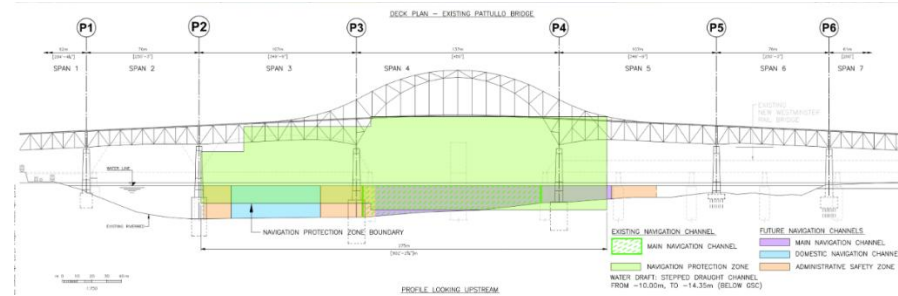 DECK PLAN – EXISTING PATTULLO BRIDGE
P1 P2 P3 P4 P5 P6
SPAN 1 SPAN 2 SPAN 3 SPAN 4 SPAN 5 SPAN 6 SPAN 7
EXISTING
NEW WESTMINSTER
RAIL BRIDGE
WATER LINE
EXISTING RIVERBED
NAVIGATION PROTECTION ZONE BOUNDARY
EXISTING NAVIGATION CHANNEL
MAIN NAVIGATION CHANNEL
NAVIGATION PROTECTION ZONE
FUTURE NAVIGATION CHANNELS
MAIN NAVIGATION CHANNEL
DOMESTIC NAVIGATION CHANNEL
ADMINISTRATIVE SAFETY ZONE
WATER DRAFT: STEPPED DRAUGHT CHANNEL
FROM -10.00m, TO -14.35m (BELOW GSC)
PROFILE LOOKING UPSTREAM